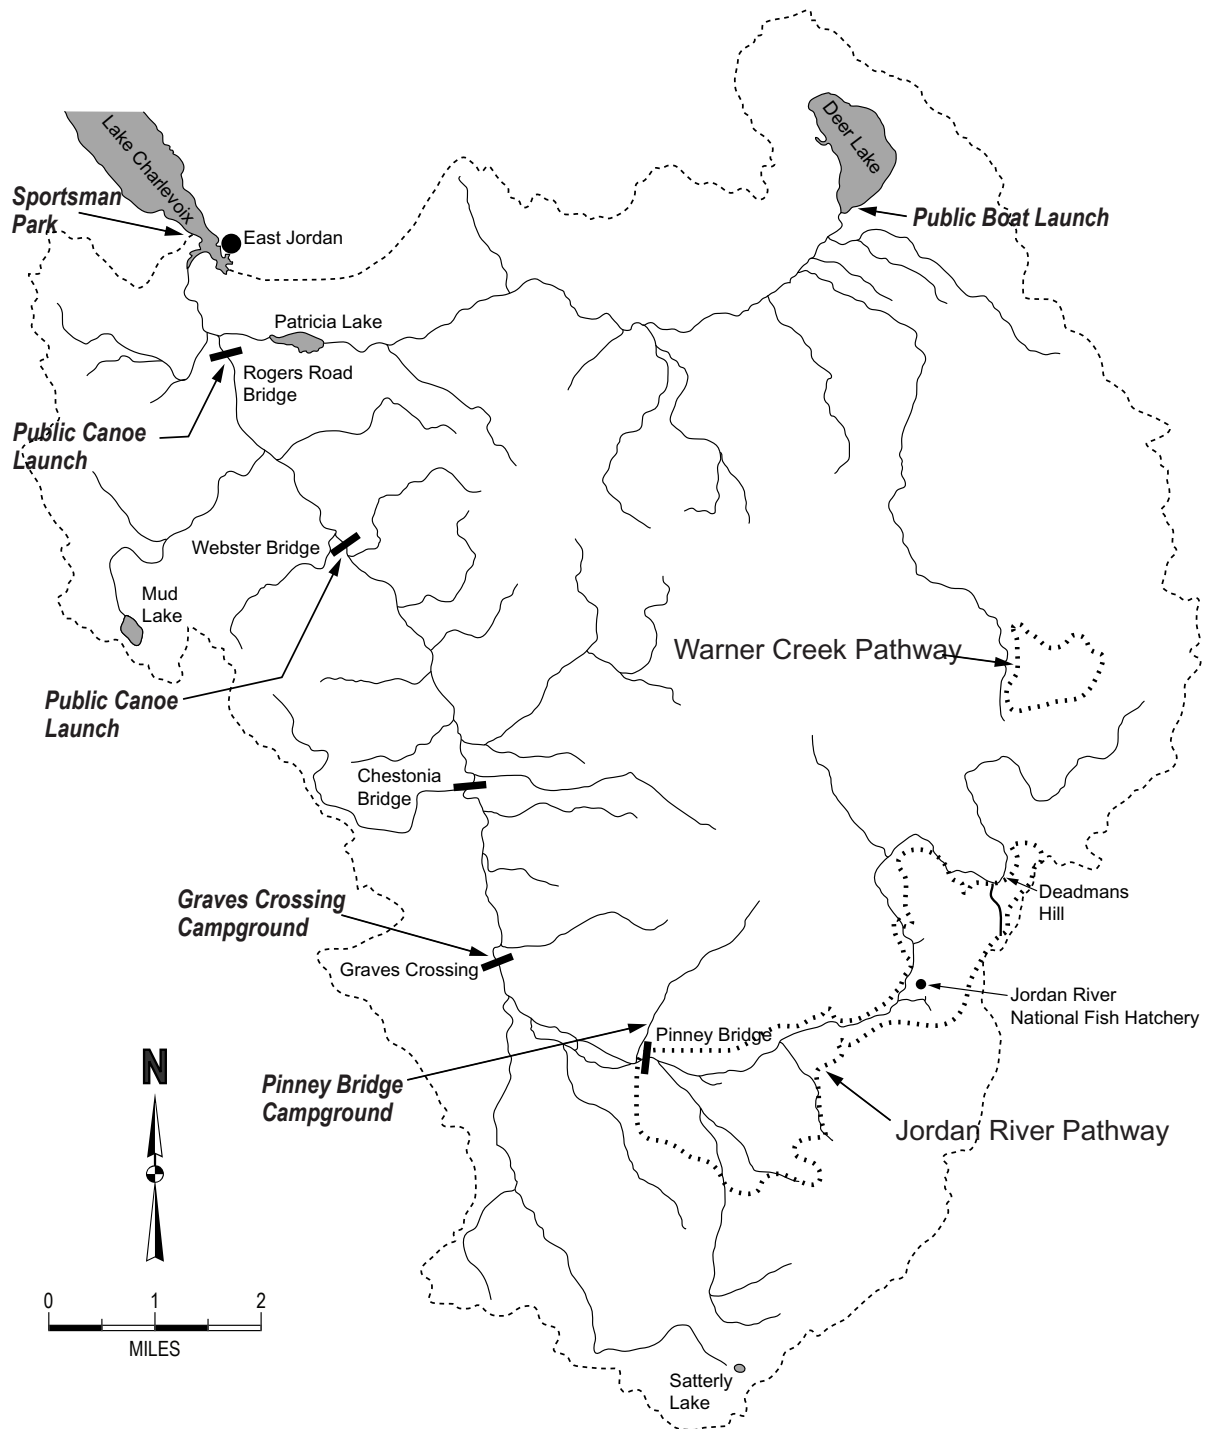 Deer Lake
Lake Charlevoix
Sportsman
Park
Public Boat Launch
East Jordan
Patricia Lake
Rogers Road
Bridge
Public Canoe
Launch
Webster Bridge
Mud
Lake
Warner Creek Pathway
Public Canoe
Launch
Chestonia
Bridge
Graves Crossing
Campground
Deadmans
Hill
Graves Crossing
Jordan River
National Fish Hatchery
Pinney Bridge
N
Pinney Bridge
Campground
Jordan River Pathway
0 1 2
MILES
Satterly
Lake